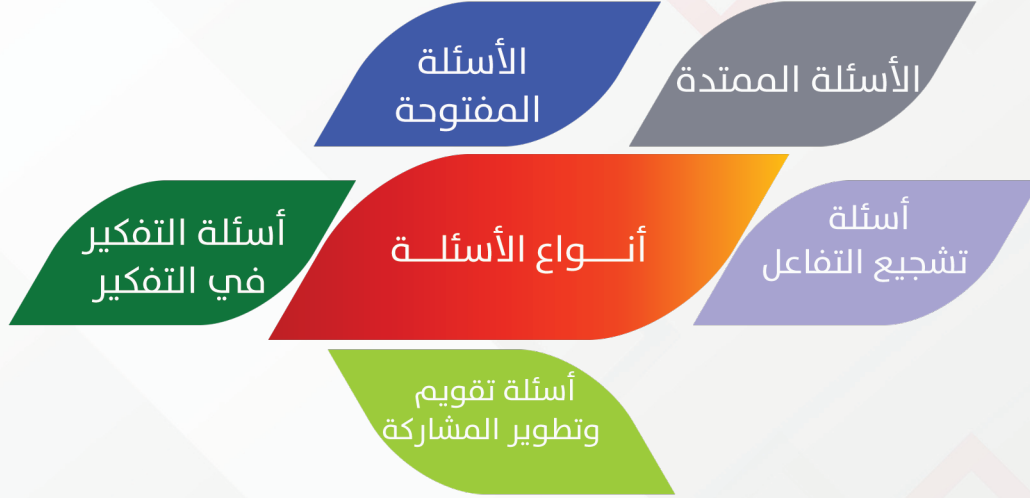 الأسئلة الممتدة
الأسئلة
المفتوحة
أسئلة
تشجيع التفاعل
أنـــواع الأسئلـــة
أسئلة التفكير
في التفكير
أسئلة تقويم
وتطوير المشاركة